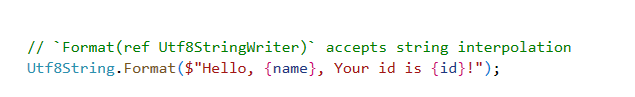 // `Format(ref Utf8StringWriter)` accepts string interpolation
Utf8String.Format($"Hello, {name}, Your id is {id}!");